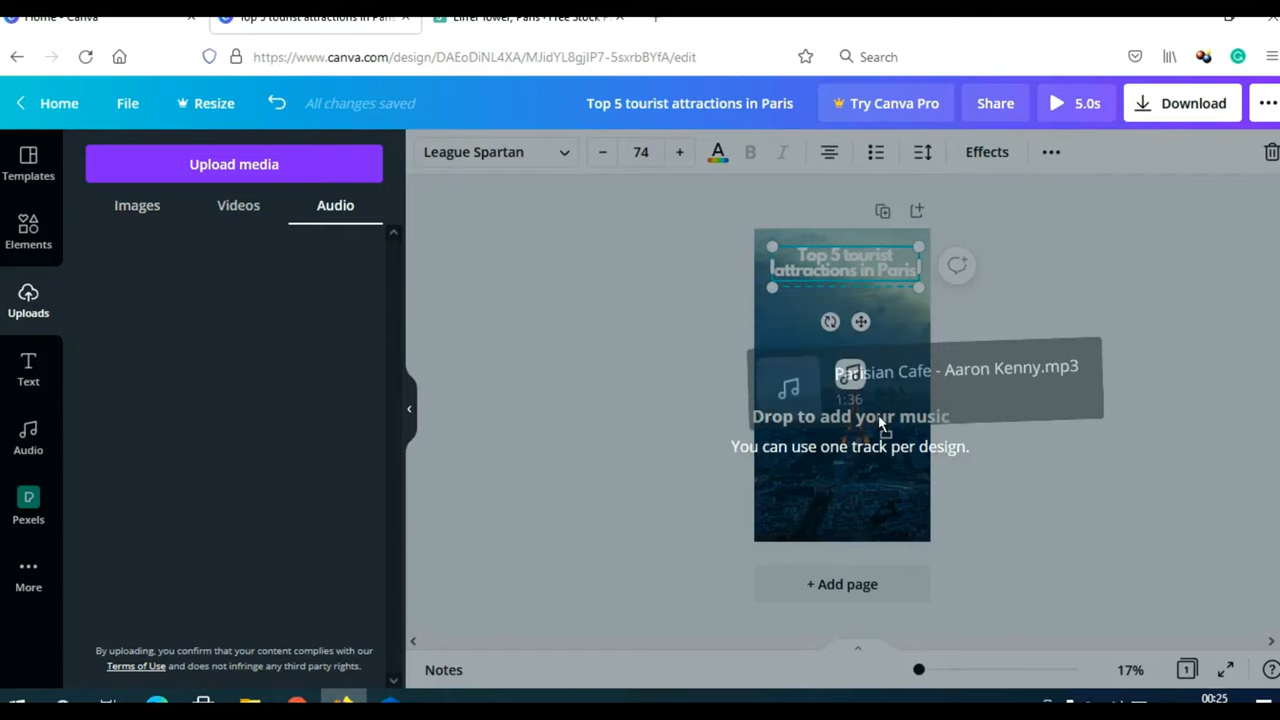 Home - Canva
Top 5 tourist attractions in Paris
Eiffel Tower, Paris · Free Stock P
https://www.canva.com/design/DAEoDiNL4XA/MJidYL8gjIP7-5sxrbBYfA/edit
Search
Home
File
Resize
All changes saved
Top 5 tourist attractions in Paris
Try Canva Pro
Share
5.0s
Download
Templates
Elements
Uploads
Text
Audio
Pexels
More
Upload media
Images
Videos
Audio
By uploading, you confirm that your content complies with our
Terms of Use and does not infringe any third party rights.
League Spartan
74
A
B
I
Effects
Top 5 tourist
attractions in Paris
Parisian Cafe - Aaron Kenny.mp3
1:36
Drop to add your music
You can use one track per design.
+ Add page
Notes
17%
1
00:25